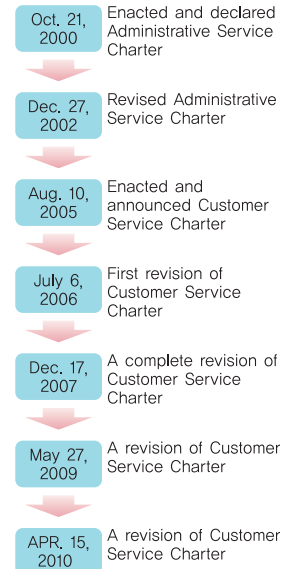 Oct. 21,
2000
Enacted and declared
Administrative Service
Charter
Dec. 27,
2002
Revised Administrative
Service Charter
Aug. 10,
2005
Enacted and
announced Customer
Service Charter
July 6,
2006
First revision of
Customer Service
Charter
Dec. 17,
2007
A complete revision of
Customer Service
Charter
May 27,
2009
A revision of Customer
Service Charter
APR. 15,
2010
A revision of Customer
Service Charter